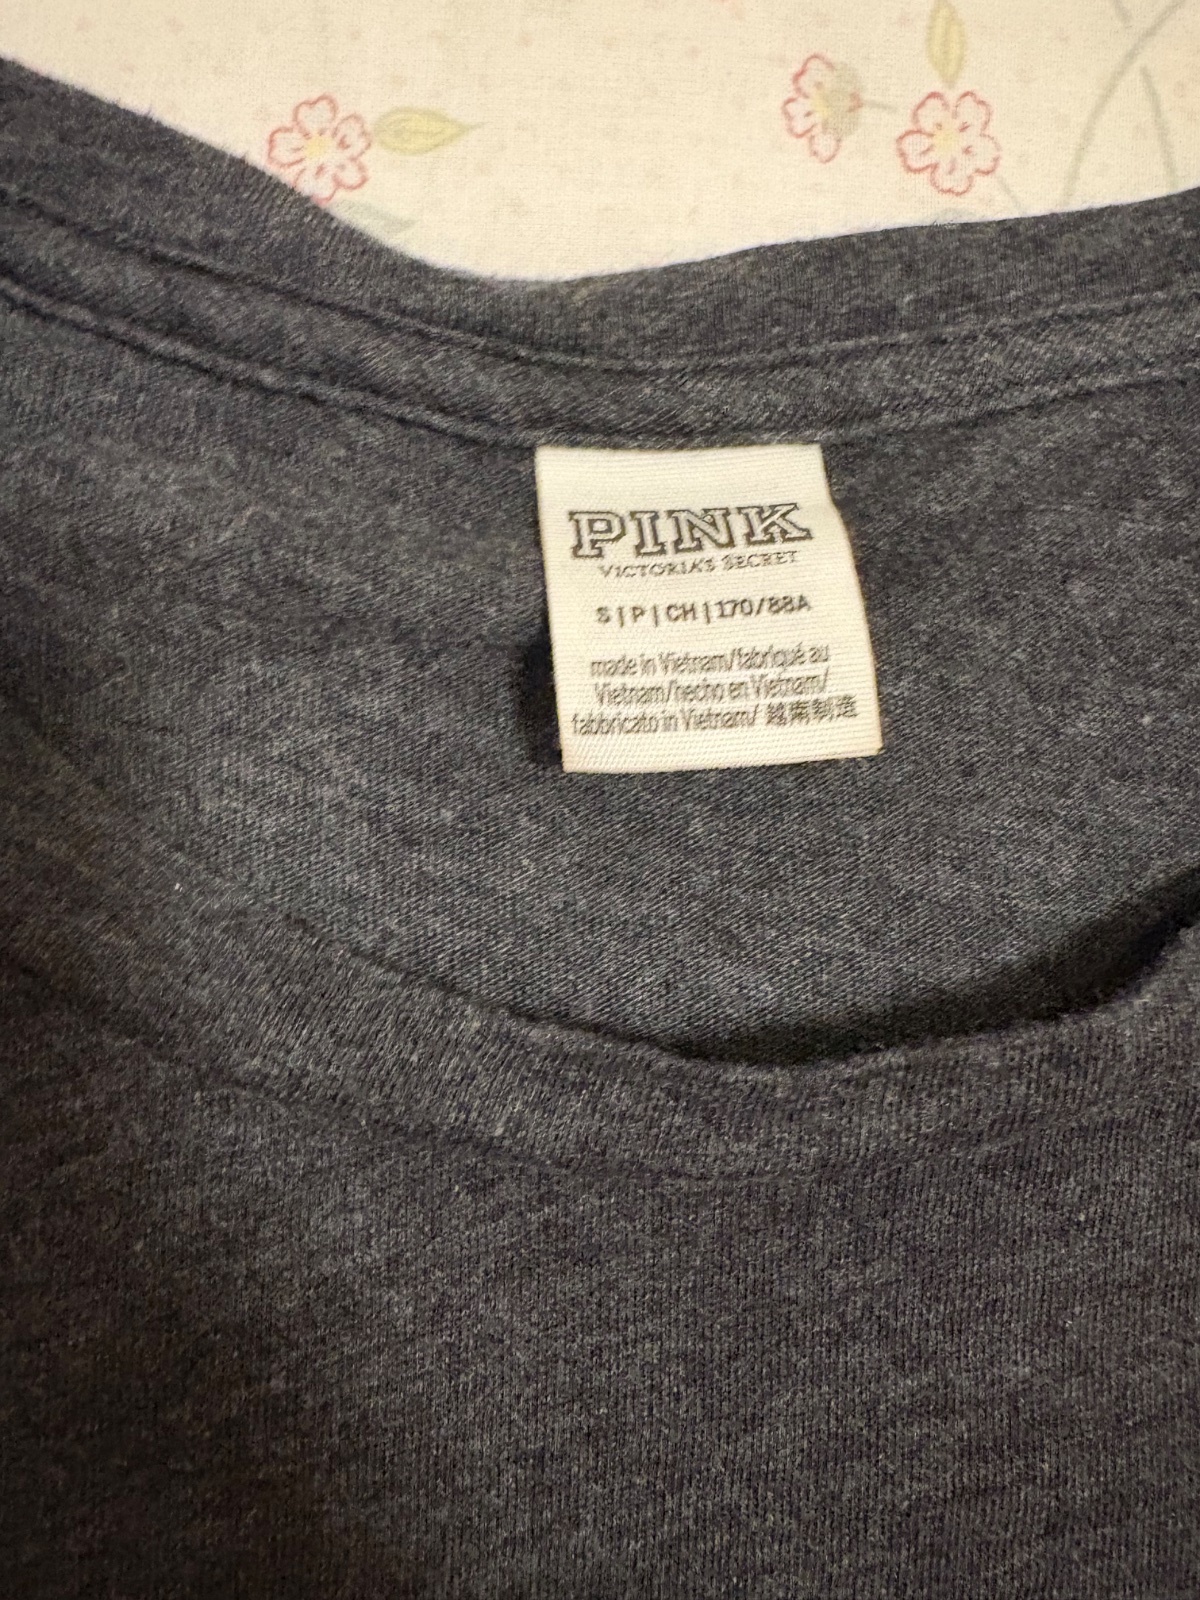 PINK
VICTORIA'S SECRET
S | P | CH | 170/88A
made in Vietnam/fabriqué au
Vietnam/hecho en Vietnam/
fabbricato in Vietnam/ 越南制造